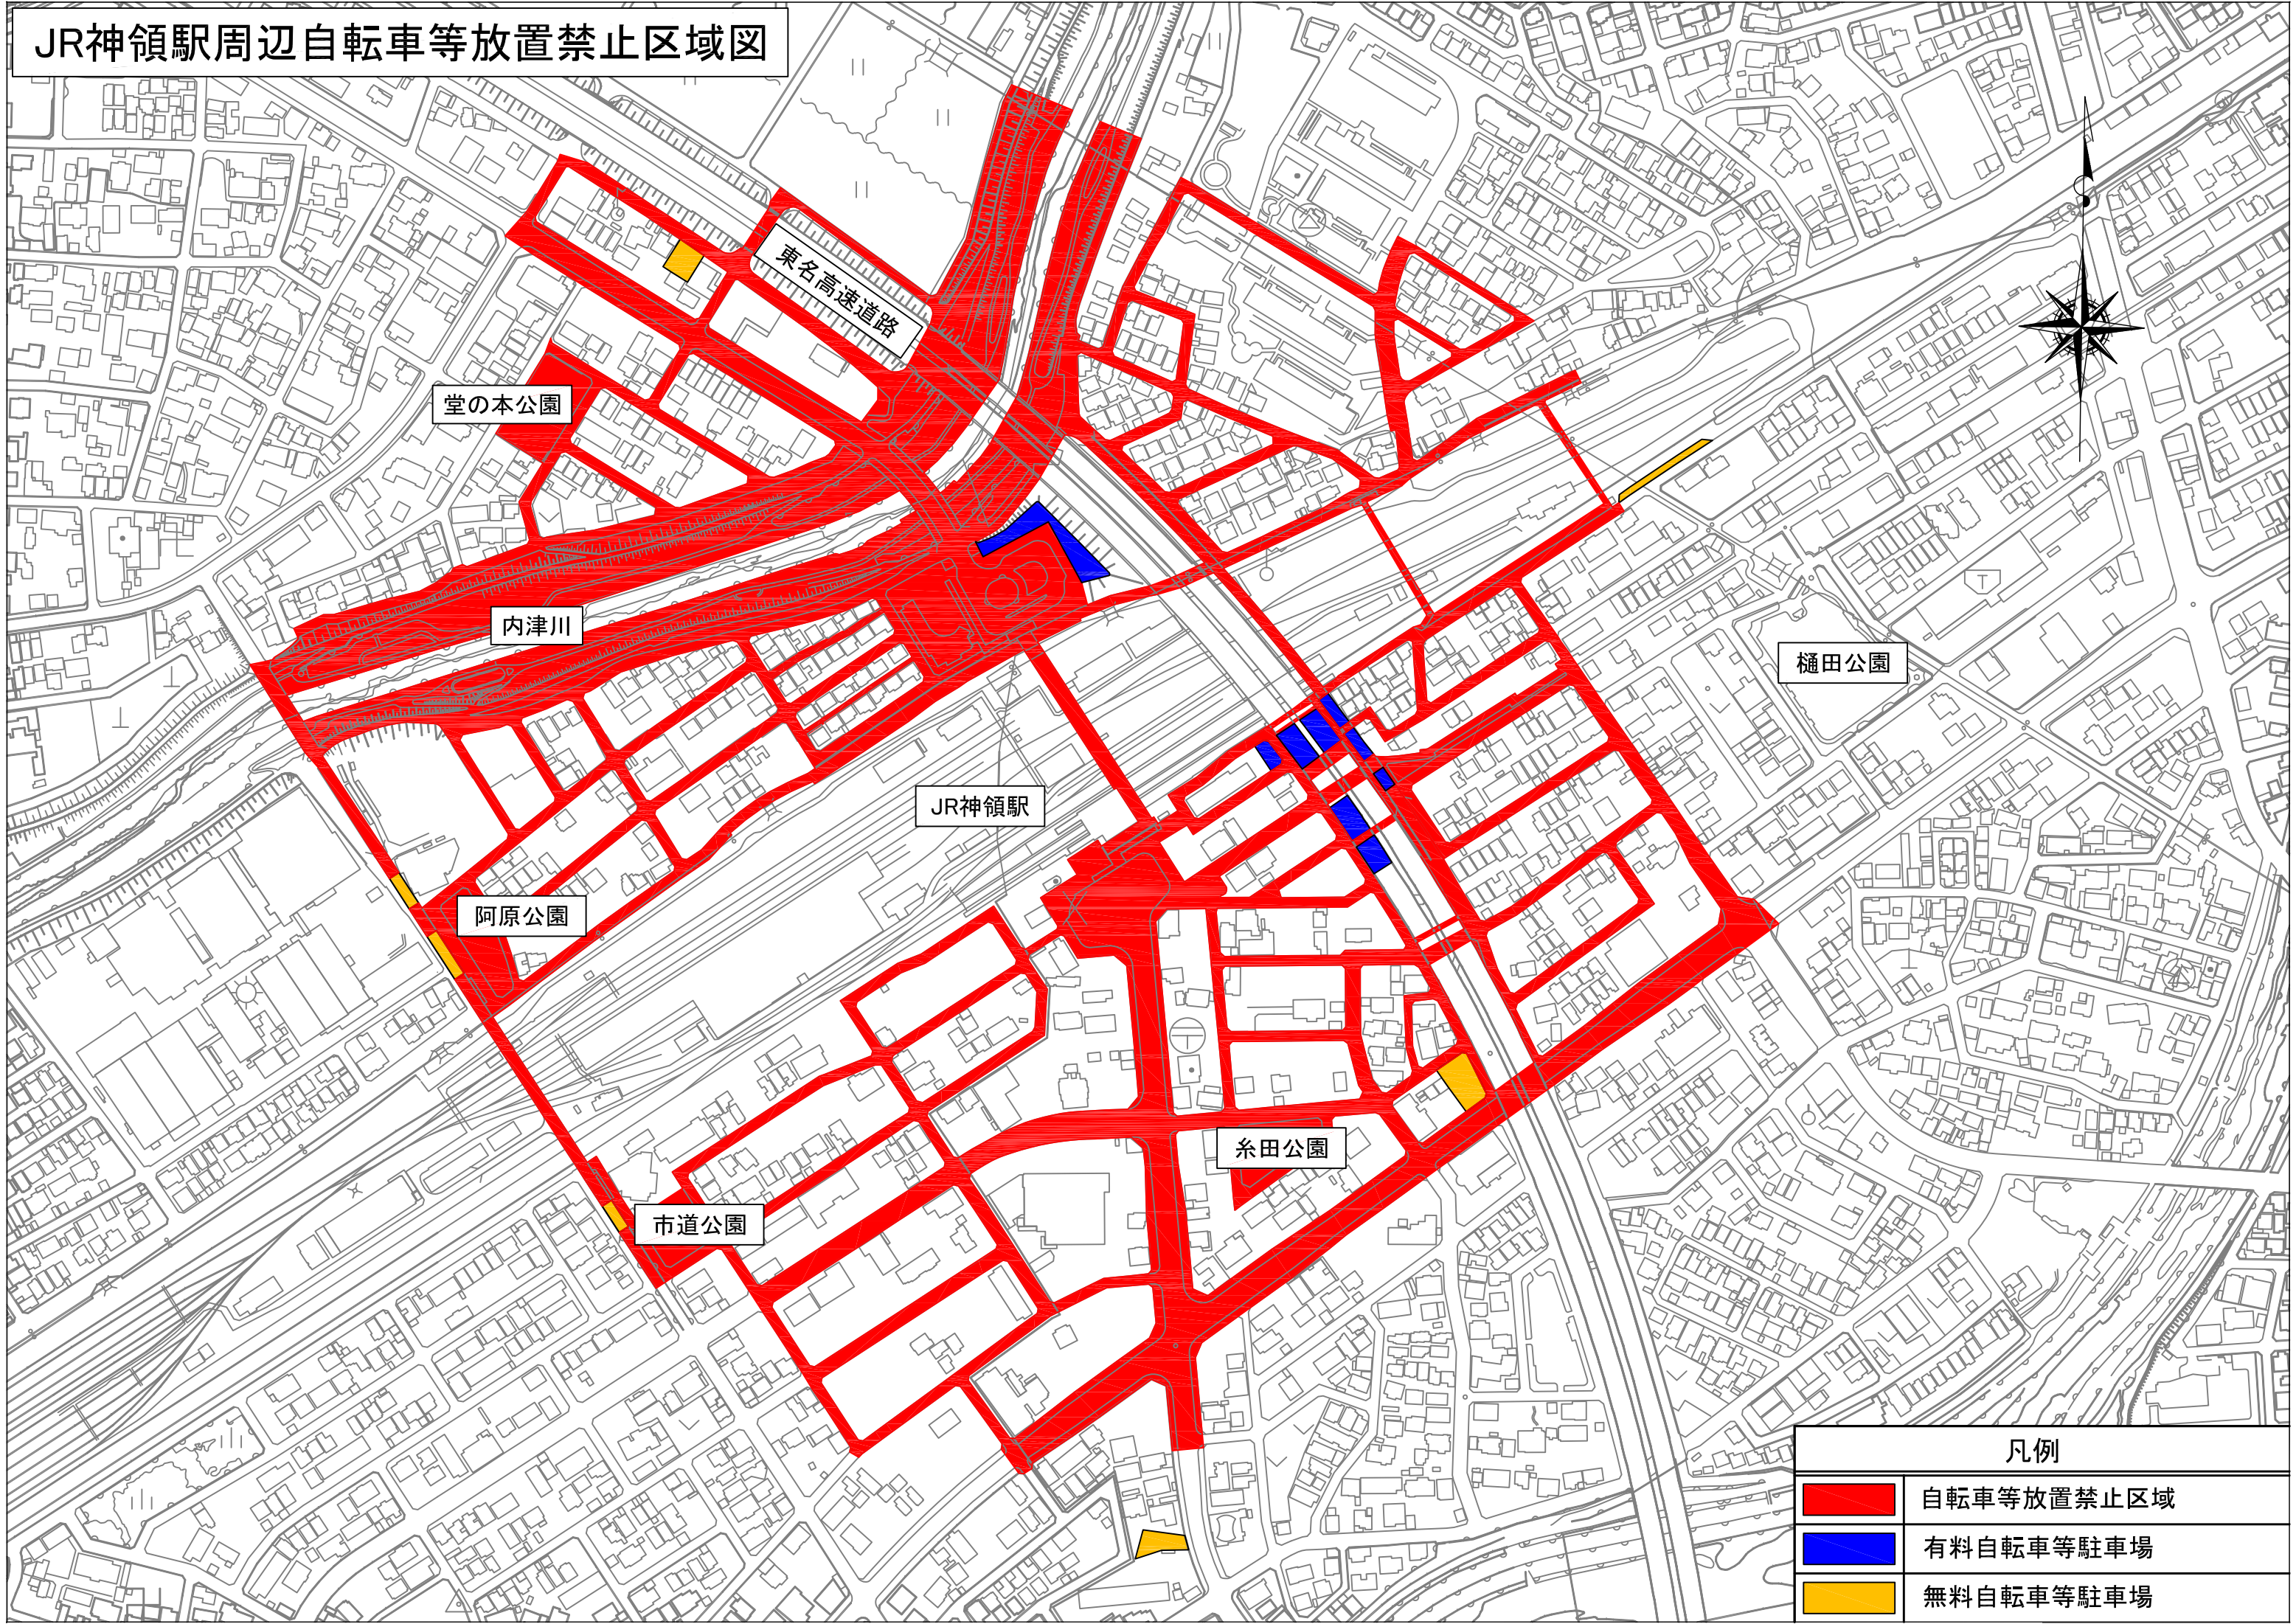 JR神領駅周辺自転車等放置禁止区域図
東名高速道路
堂の本公園
内津川
樋田公園
JR神領駅
阿原公園
糸田公園
市道公園
凡例
自転車等放置禁止区域
有料自転車等駐車場
無料自転車等駐車場